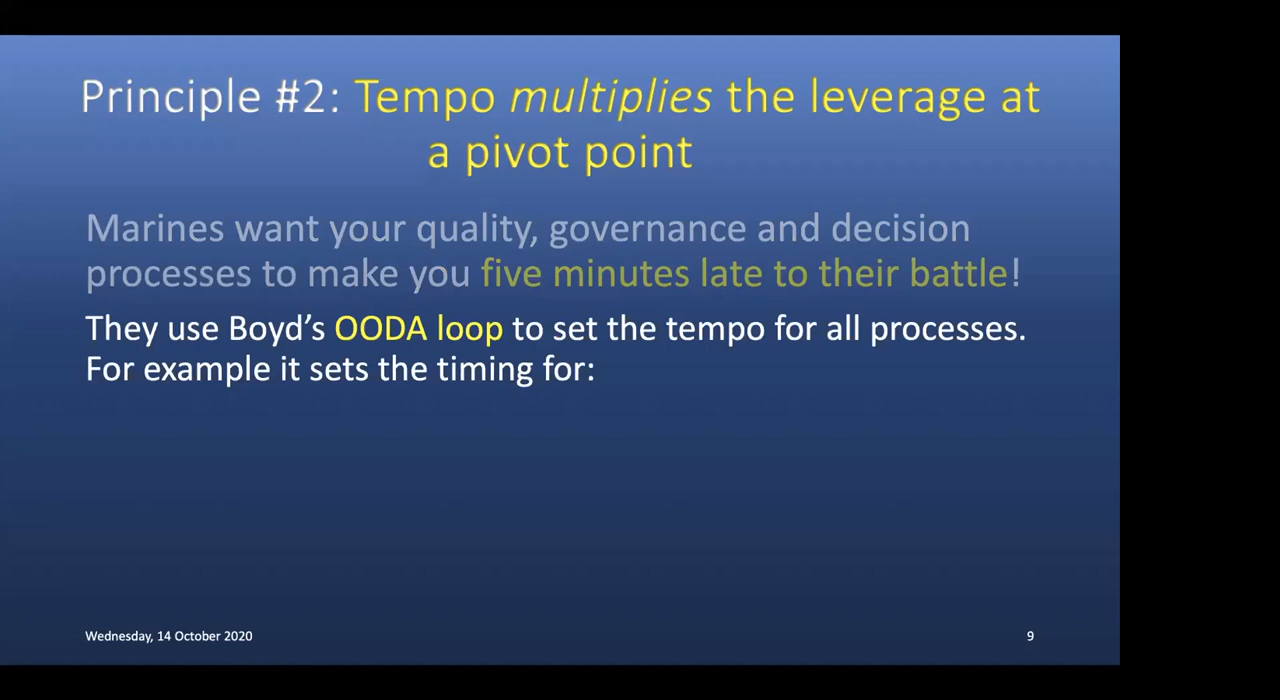 Principle #2: Tempo multiplies the leverage at
a pivot point
Marines want your quality, governance and decision
processes to make you five minutes late to their battle!
They use Boyd’s OODA loop to set the tempo for all processes.
For example it sets the timing for:
Wednesday, 14 October 2020
9